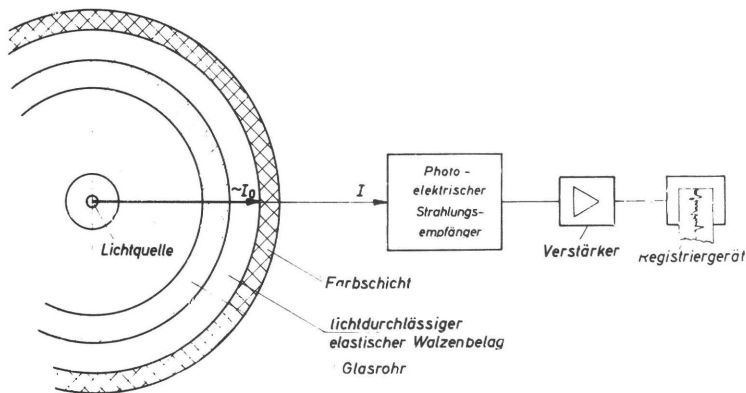 ~I₀
I
Photo -
elektrischer
Strahlungs-
empfänger
Lichtquelle
Verstärker
Registriergerät
Farbschicht
lichtdurchlässiger
elastischer Walzenbelag
Glasrohr